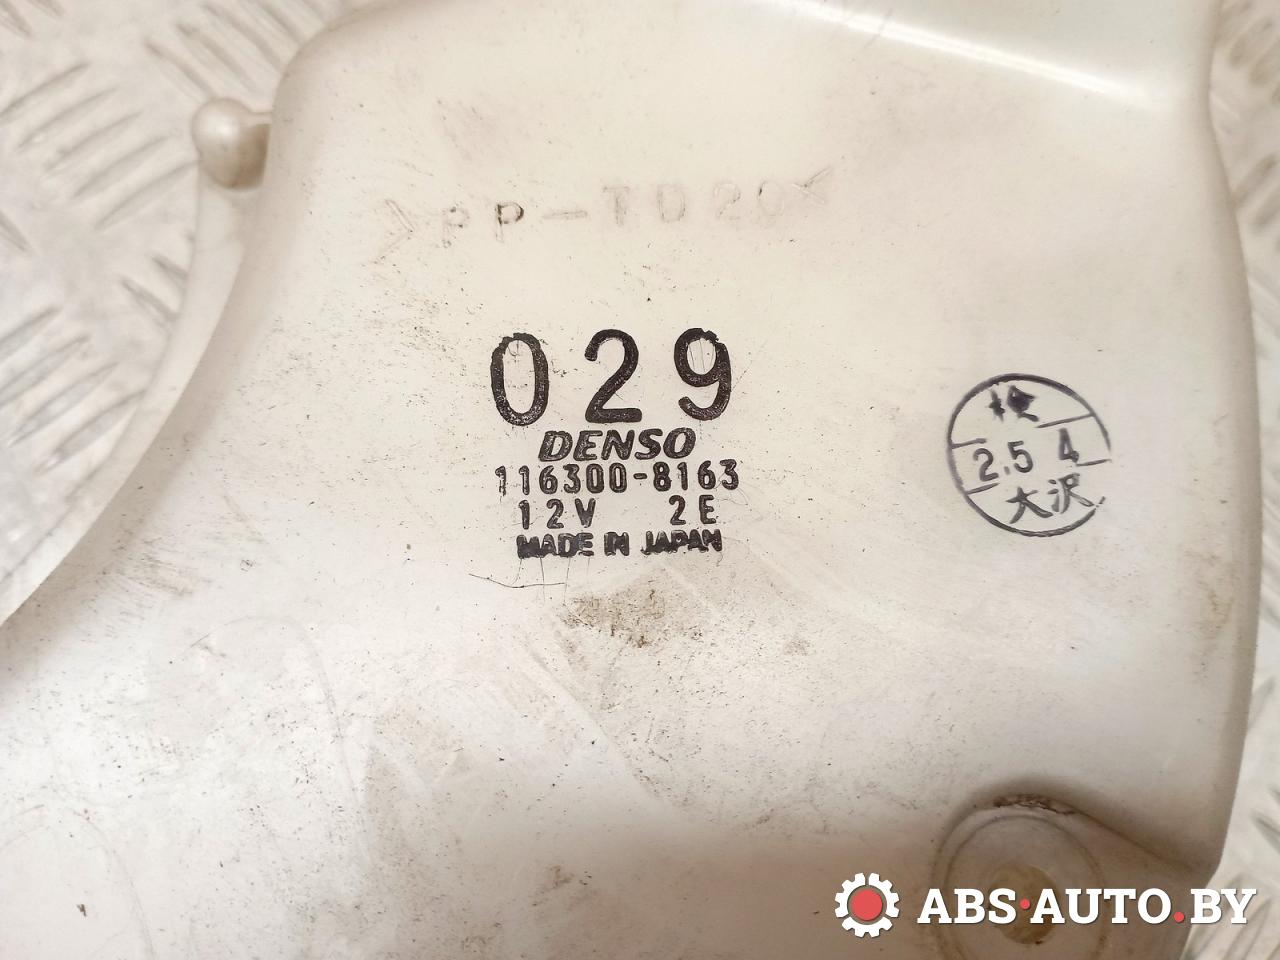 >PP-TD20<
029
DENSO
116300-8163
12V 2E
MADE IN JAPAN
検
2.5 4
大沢
ABS·AUTO.BY